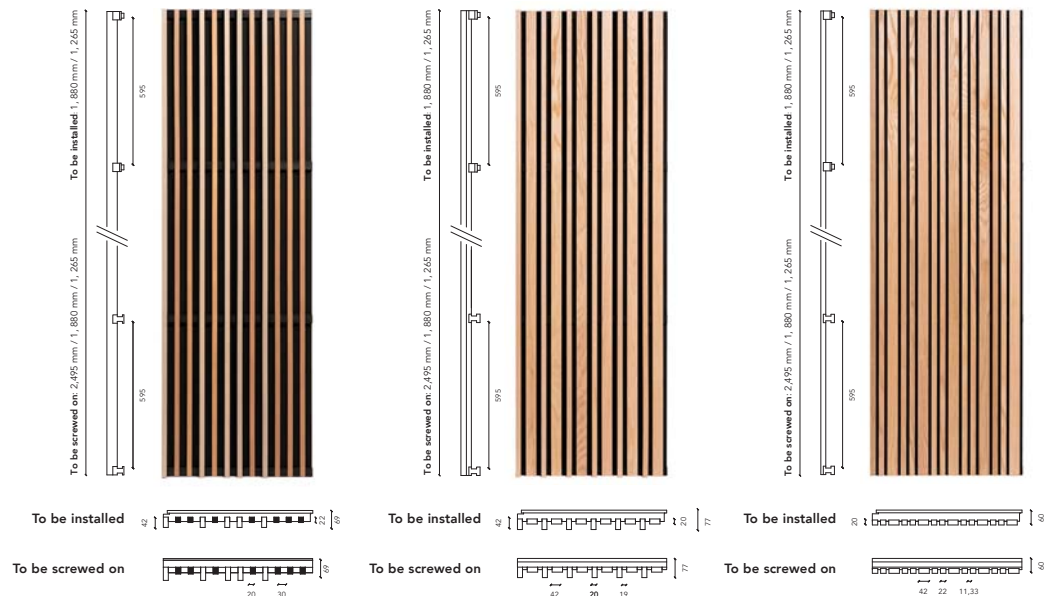 To be installed: 1, 880 mm / 1, 265 mm
595
To be screwed on: 2,495 mm / 1, 880 mm / 1, 265 mm
595
To be installed: 1, 880 mm / 1, 265 mm
595
To be screwed on: 2,495 mm / 1, 880 mm / 1, 265 mm
595
To be installed: 1, 880 mm / 1, 265 mm
595
To be screwed on: 2,495 mm / 1, 880 mm / 1, 265 mm
595
To be installed
42
22
69
To be installed
42
20
77
To be installed
20
60
To be screwed on
69
20 30
To be screwed on
77
42 20 19
To be screwed on
60
42 22 11,33